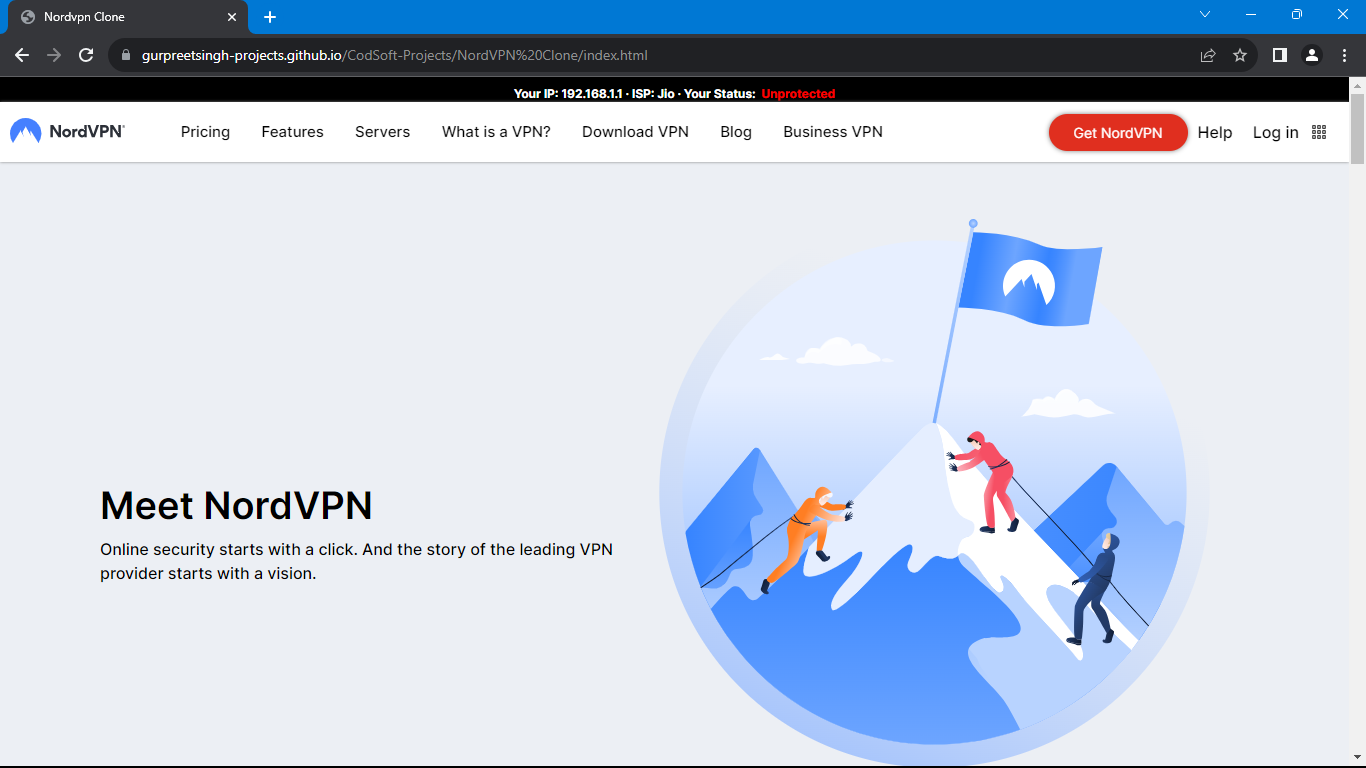 Nordvpn Clone
gurpreetsingh-projects.github.io/CodSoft-Projects/NordVPN%20Clone/index.html
Your IP: 192.168.1.1 · ISP: Jio · Your Status: Unprotected
NordVPN® Pricing Features Servers What is a VPN? Download VPN Blog Business VPN Get NordVPN Help Log in
Meet NordVPN
Online security starts with a click. And the story of the leading VPN
provider starts with a vision.